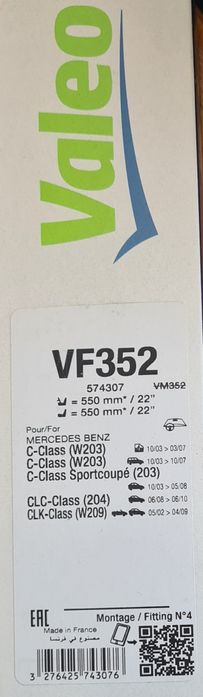 Valeo
VF352
574307 VM352
= 550 mm* / 22"
= 550 mm* / 22"
Pour/For
MERCEDES BENZ
C-Class (W203) 10/03 > 03/07
C-Class (W203) 10/03 > 10/07
C-Class Sportcoupé (203)
10/03 > 05/08
CLC-Class (204) 06/08 > 06/10
CLK-Class (W209) 05/02 > 04/09
EAC Montage / Fitting N°4
Made in France
مصنوع في فرنسا
3 276425 743076